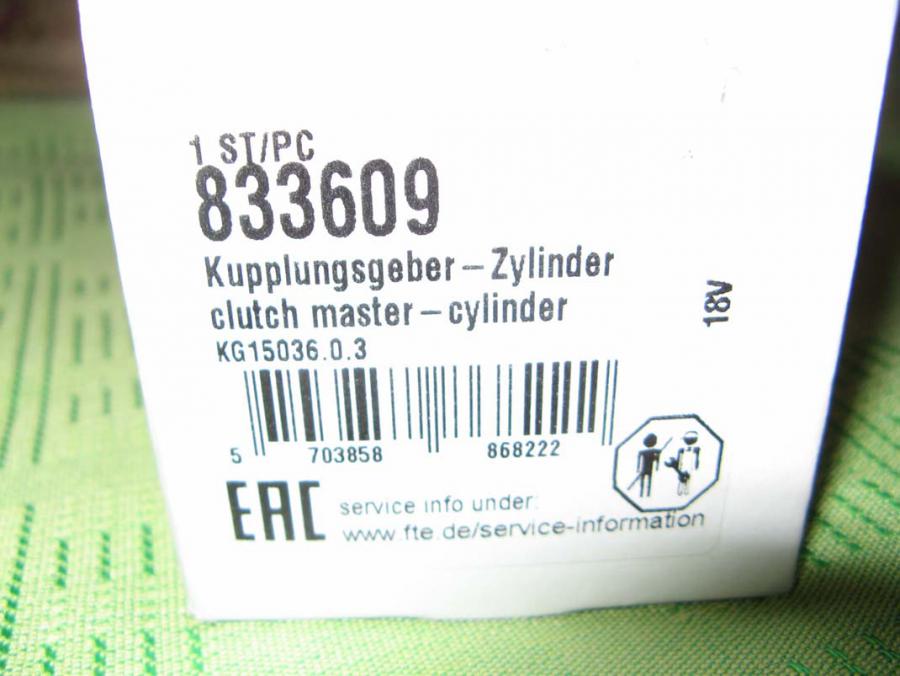 1 ST/PC
833609
Kupplungsgeber-Zylinder
clutch master-cylinder
18V
KG15036.0.3
5 703858 868222
EAC
service info under:
www.fte.de/service-information